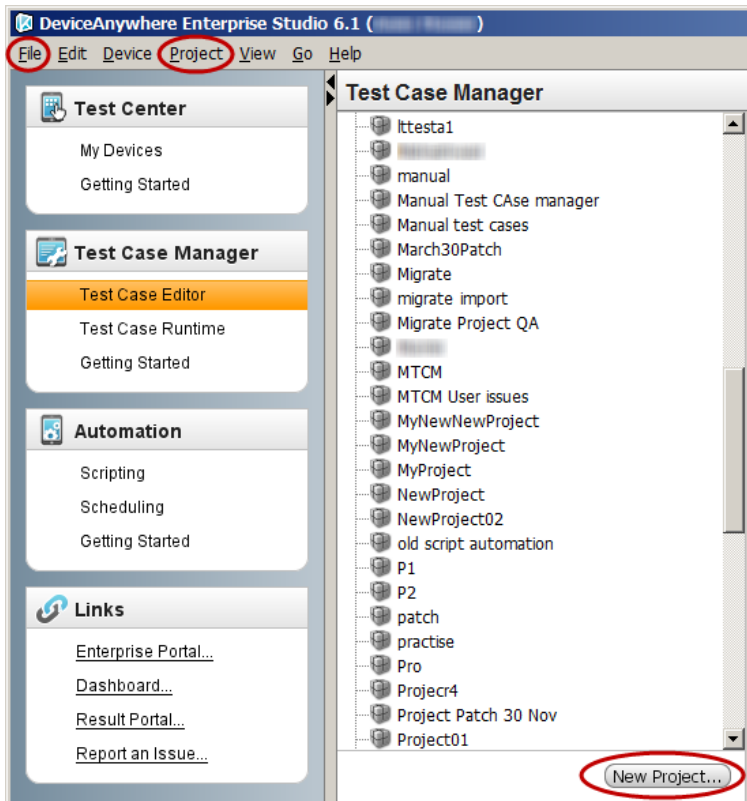 DeviceAnywhere Enterprise Studio 6.1 ( )
File Edit Device Project View Go Help
Test Center
My Devices
Getting Started
Test Case Manager
Test Case Editor
Test Case Runtime
Getting Started
Automation
Scripting
Scheduling
Getting Started
Links
Enterprise Portal...
Dashboard...
Result Portal...
Report an Issue...
Test Case Manager
lttesta1
manual
Manual Test CAse manager
Manual test cases
March30Patch
Migrate
migrate import
Migrate Project QA
MTCM
MTCM User issues
MyNewNewProject
MyNewProject
MyProject
NewProject
NewProject02
old script automation
P1
P2
patch
practise
Pro
Projecr4
Project Patch 30 Nov
Project01
New Project...